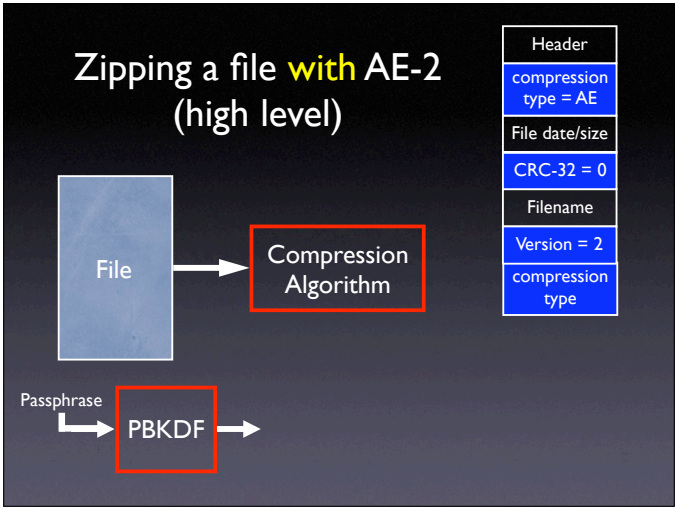 Zipping a file with AE-2
(high level)
Header
compression
type = AE
File date/size
CRC-32 = 0
Filename
Version = 2
compression
type
File
Compression
Algorithm
Passphrase
PBKDF